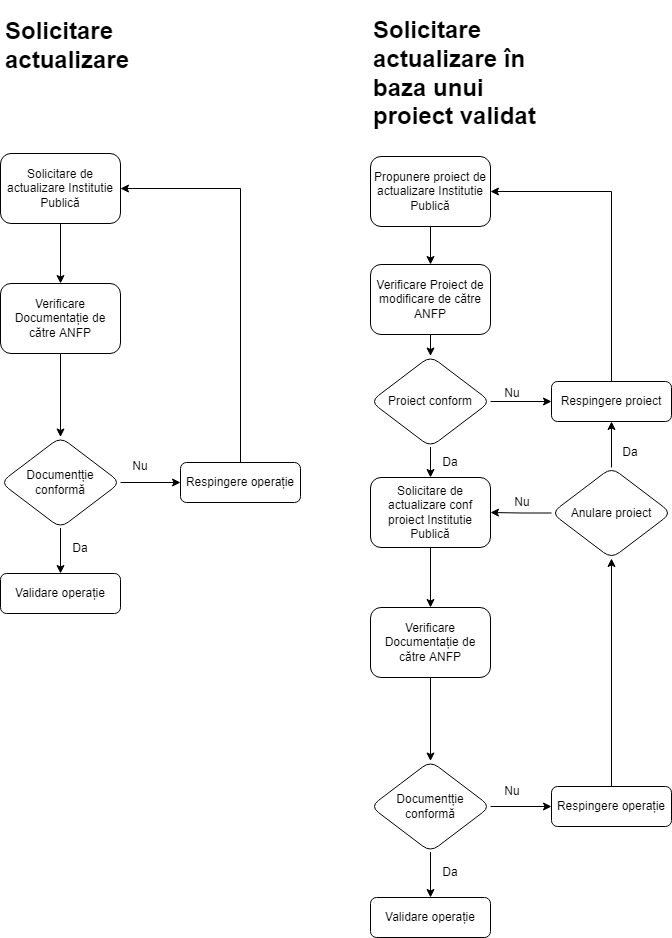 Solicitare
actualizare
Solicitare de
actualizare Institutie
Publică
Verificare
Documentație de
către ANFP
Documentție
conformă
Nu
Respingere operație
Da
Validare operație
Solicitare
actualizare în
baza unui
proiect validat
Propunere proiect de
actualizare Institutie
Publică
Verificare Proiect de
modificare de către
ANFP
Proiect conform
Nu
Respingere proiect
Da
Da
Solicitare de
actualizare conf
proiect Institutie
Publică
Nu
Anulare proiect
Verificare
Documentație de
către ANFP
Documentție
conformă
Nu
Respingere operație
Da
Validare operație